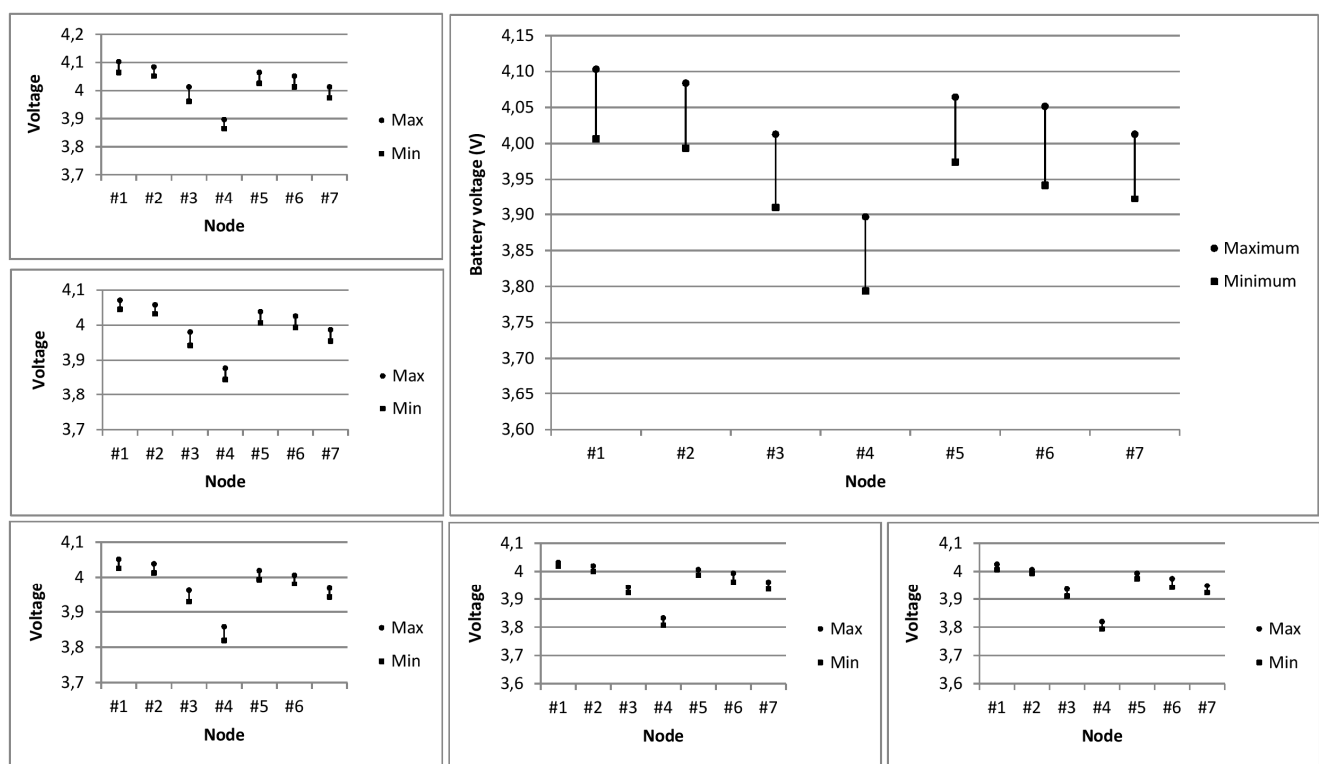 4,2
4,1
4
3,9
3,8
3,7
Voltage
#1 #2 #3 #4 #5 #6 #7
Node
Max
Min
4,15
4,10
4,05
4,00
3,95
3,90
3,85
3,80
3,75
3,70
3,65
3,60
Battery voltage (V)
#1 #2 #3 #4 #5 #6 #7
Node
Maximum
Minimum
4,1
4
3,9
3,8
3,7
Voltage
#1 #2 #3 #4 #5 #6 #7
Node
Max
Min
4,1
4
3,9
3,8
3,7
Voltage
#1 #2 #3 #4 #5 #6
Node
Max
Min
4,1
4
3,9
3,8
3,7
3,6
Voltage
#1 #2 #3 #4 #5 #6 #7
Node
Max
Min
4,1
4
3,9
3,8
3,7
3,6
Voltage
#1 #2 #3 #4 #5 #6 #7
Node
Max
Min